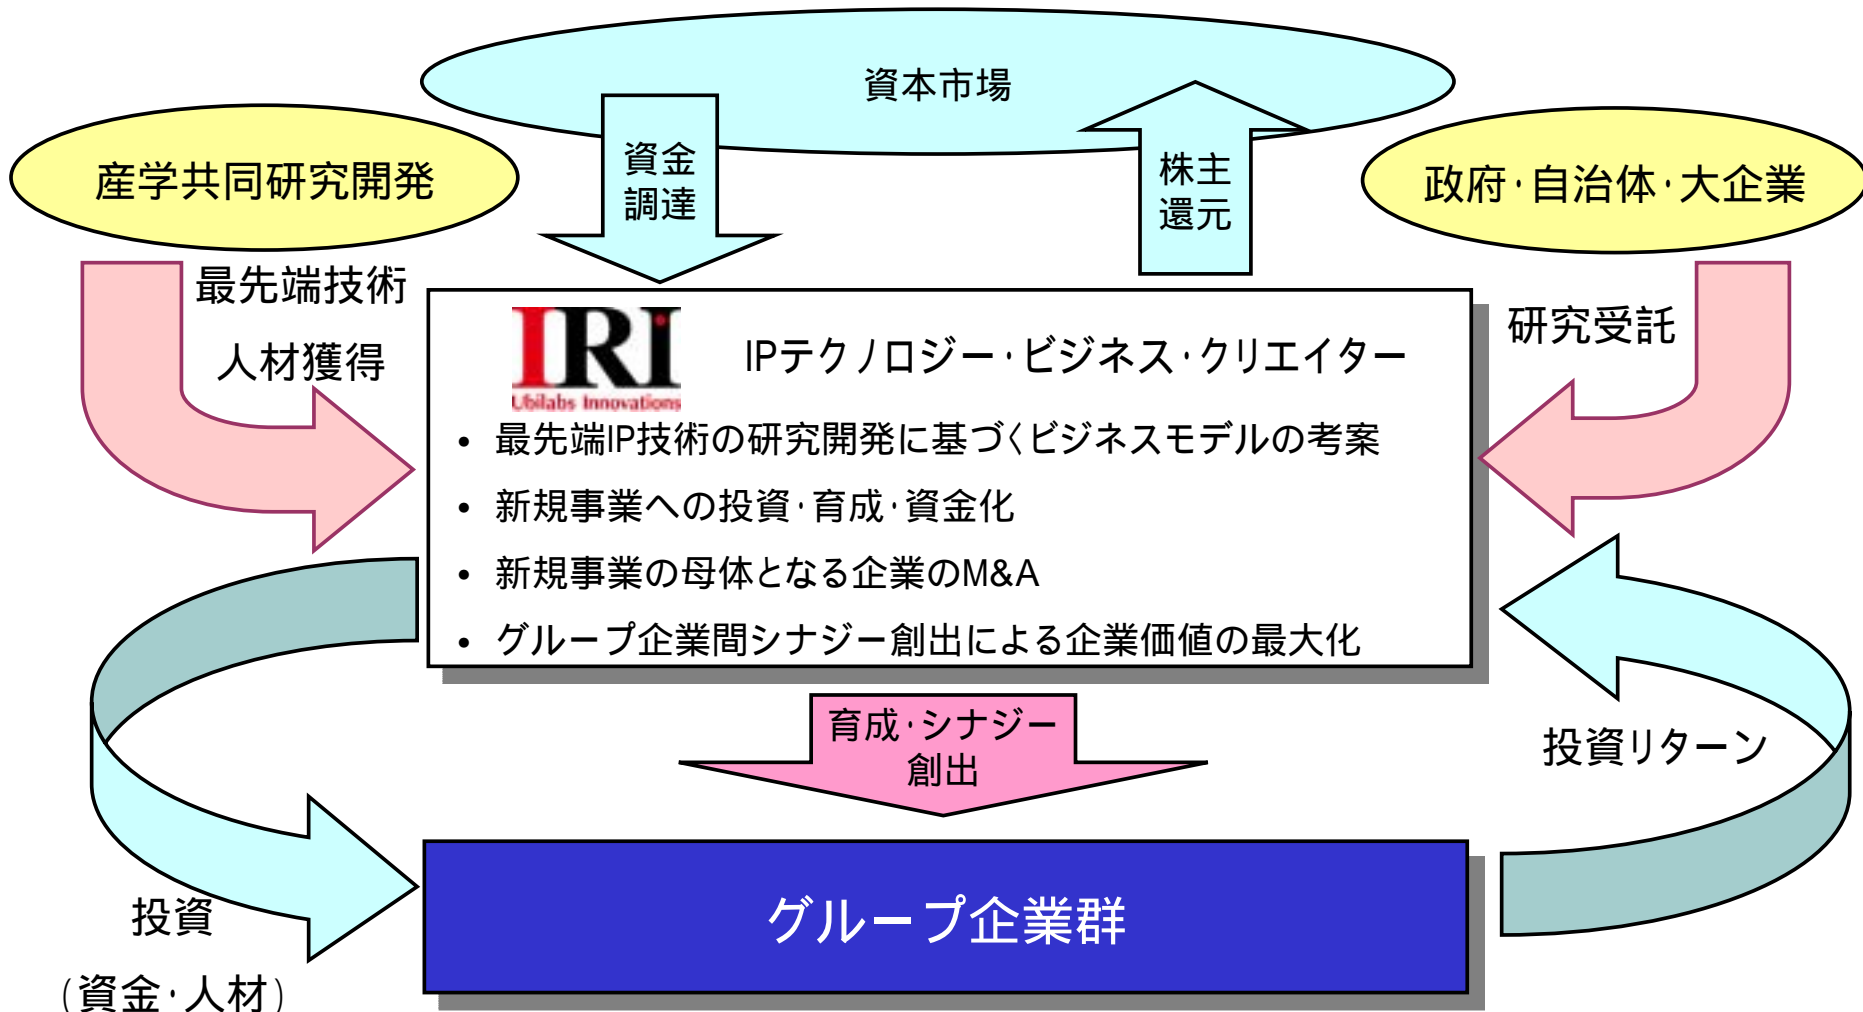 資本市場
産学共同研究開発
資金
調達
株主
還元
政府・自治体・大企業
最先端技術
人材獲得
研究受託
IRI
Ubilabs Innovations
IPテクノロジー・ビジネス・クリエイター
• 最先端IP技術の研究開発に基づくビジネスモデルの考案
• 新規事業への投資・育成・資金化
• 新規事業の母体となる企業のM&A
• グループ企業間シナジー創出による企業価値の最大化
育成・シナジー
創出
投資リターン
グループ企業群
投資
(資金・人材)